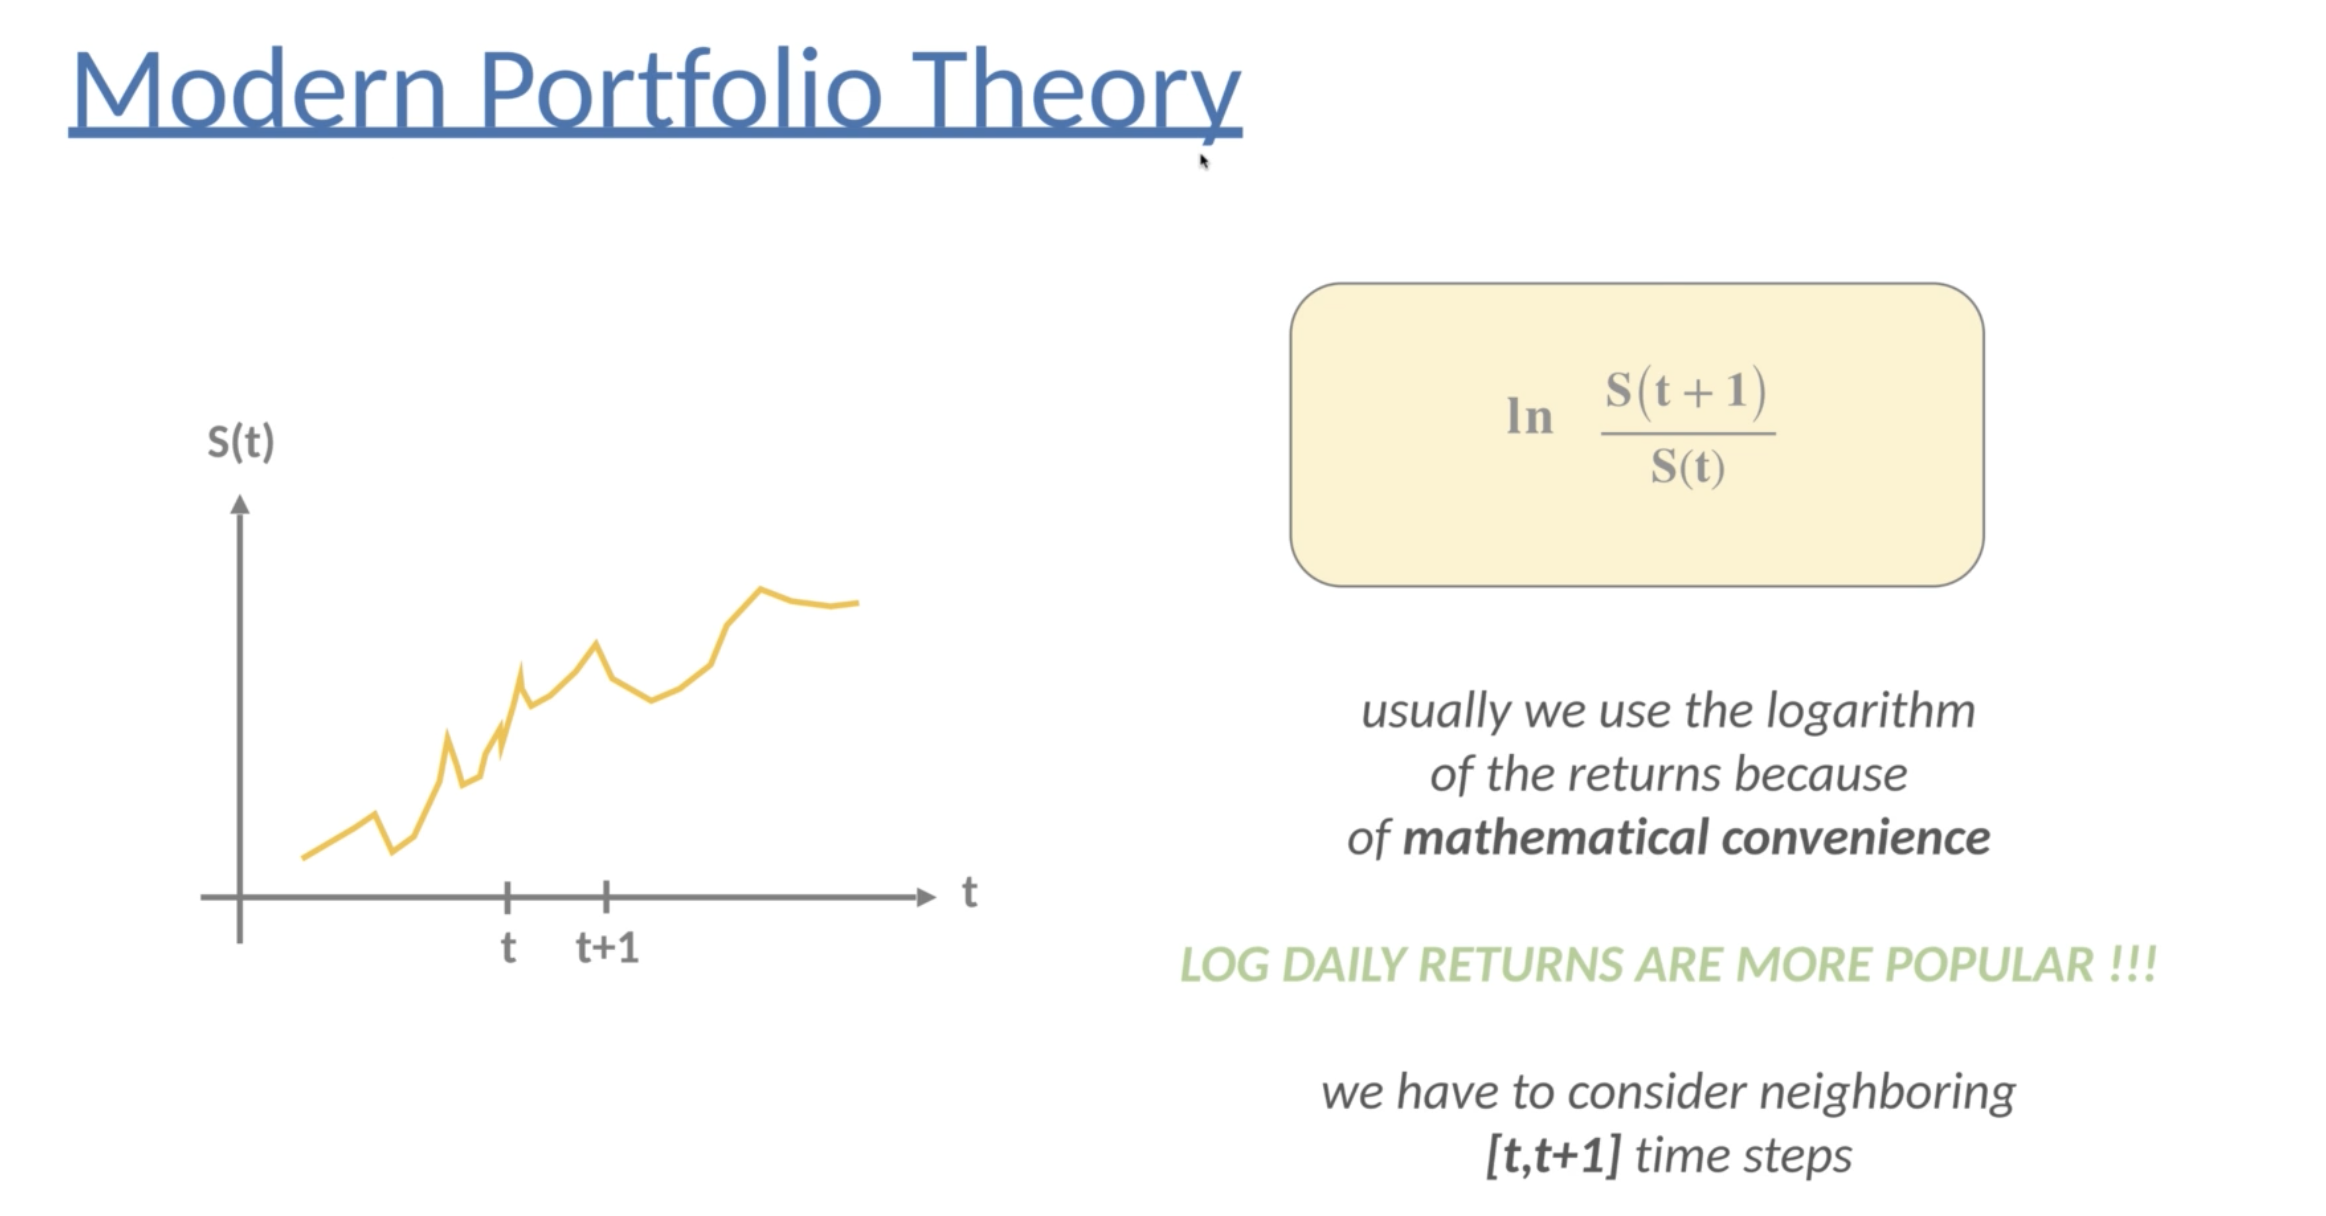 Modern Portfolio Theory
S(t)
t
t
t+1
ln S(t + 1)
S(t)
usually we use the logarithm
of the returns because
of mathematical convenience
LOG DAILY RETURNS ARE MORE POPULAR !!!
we have to consider neighboring
[t,t+1] time steps